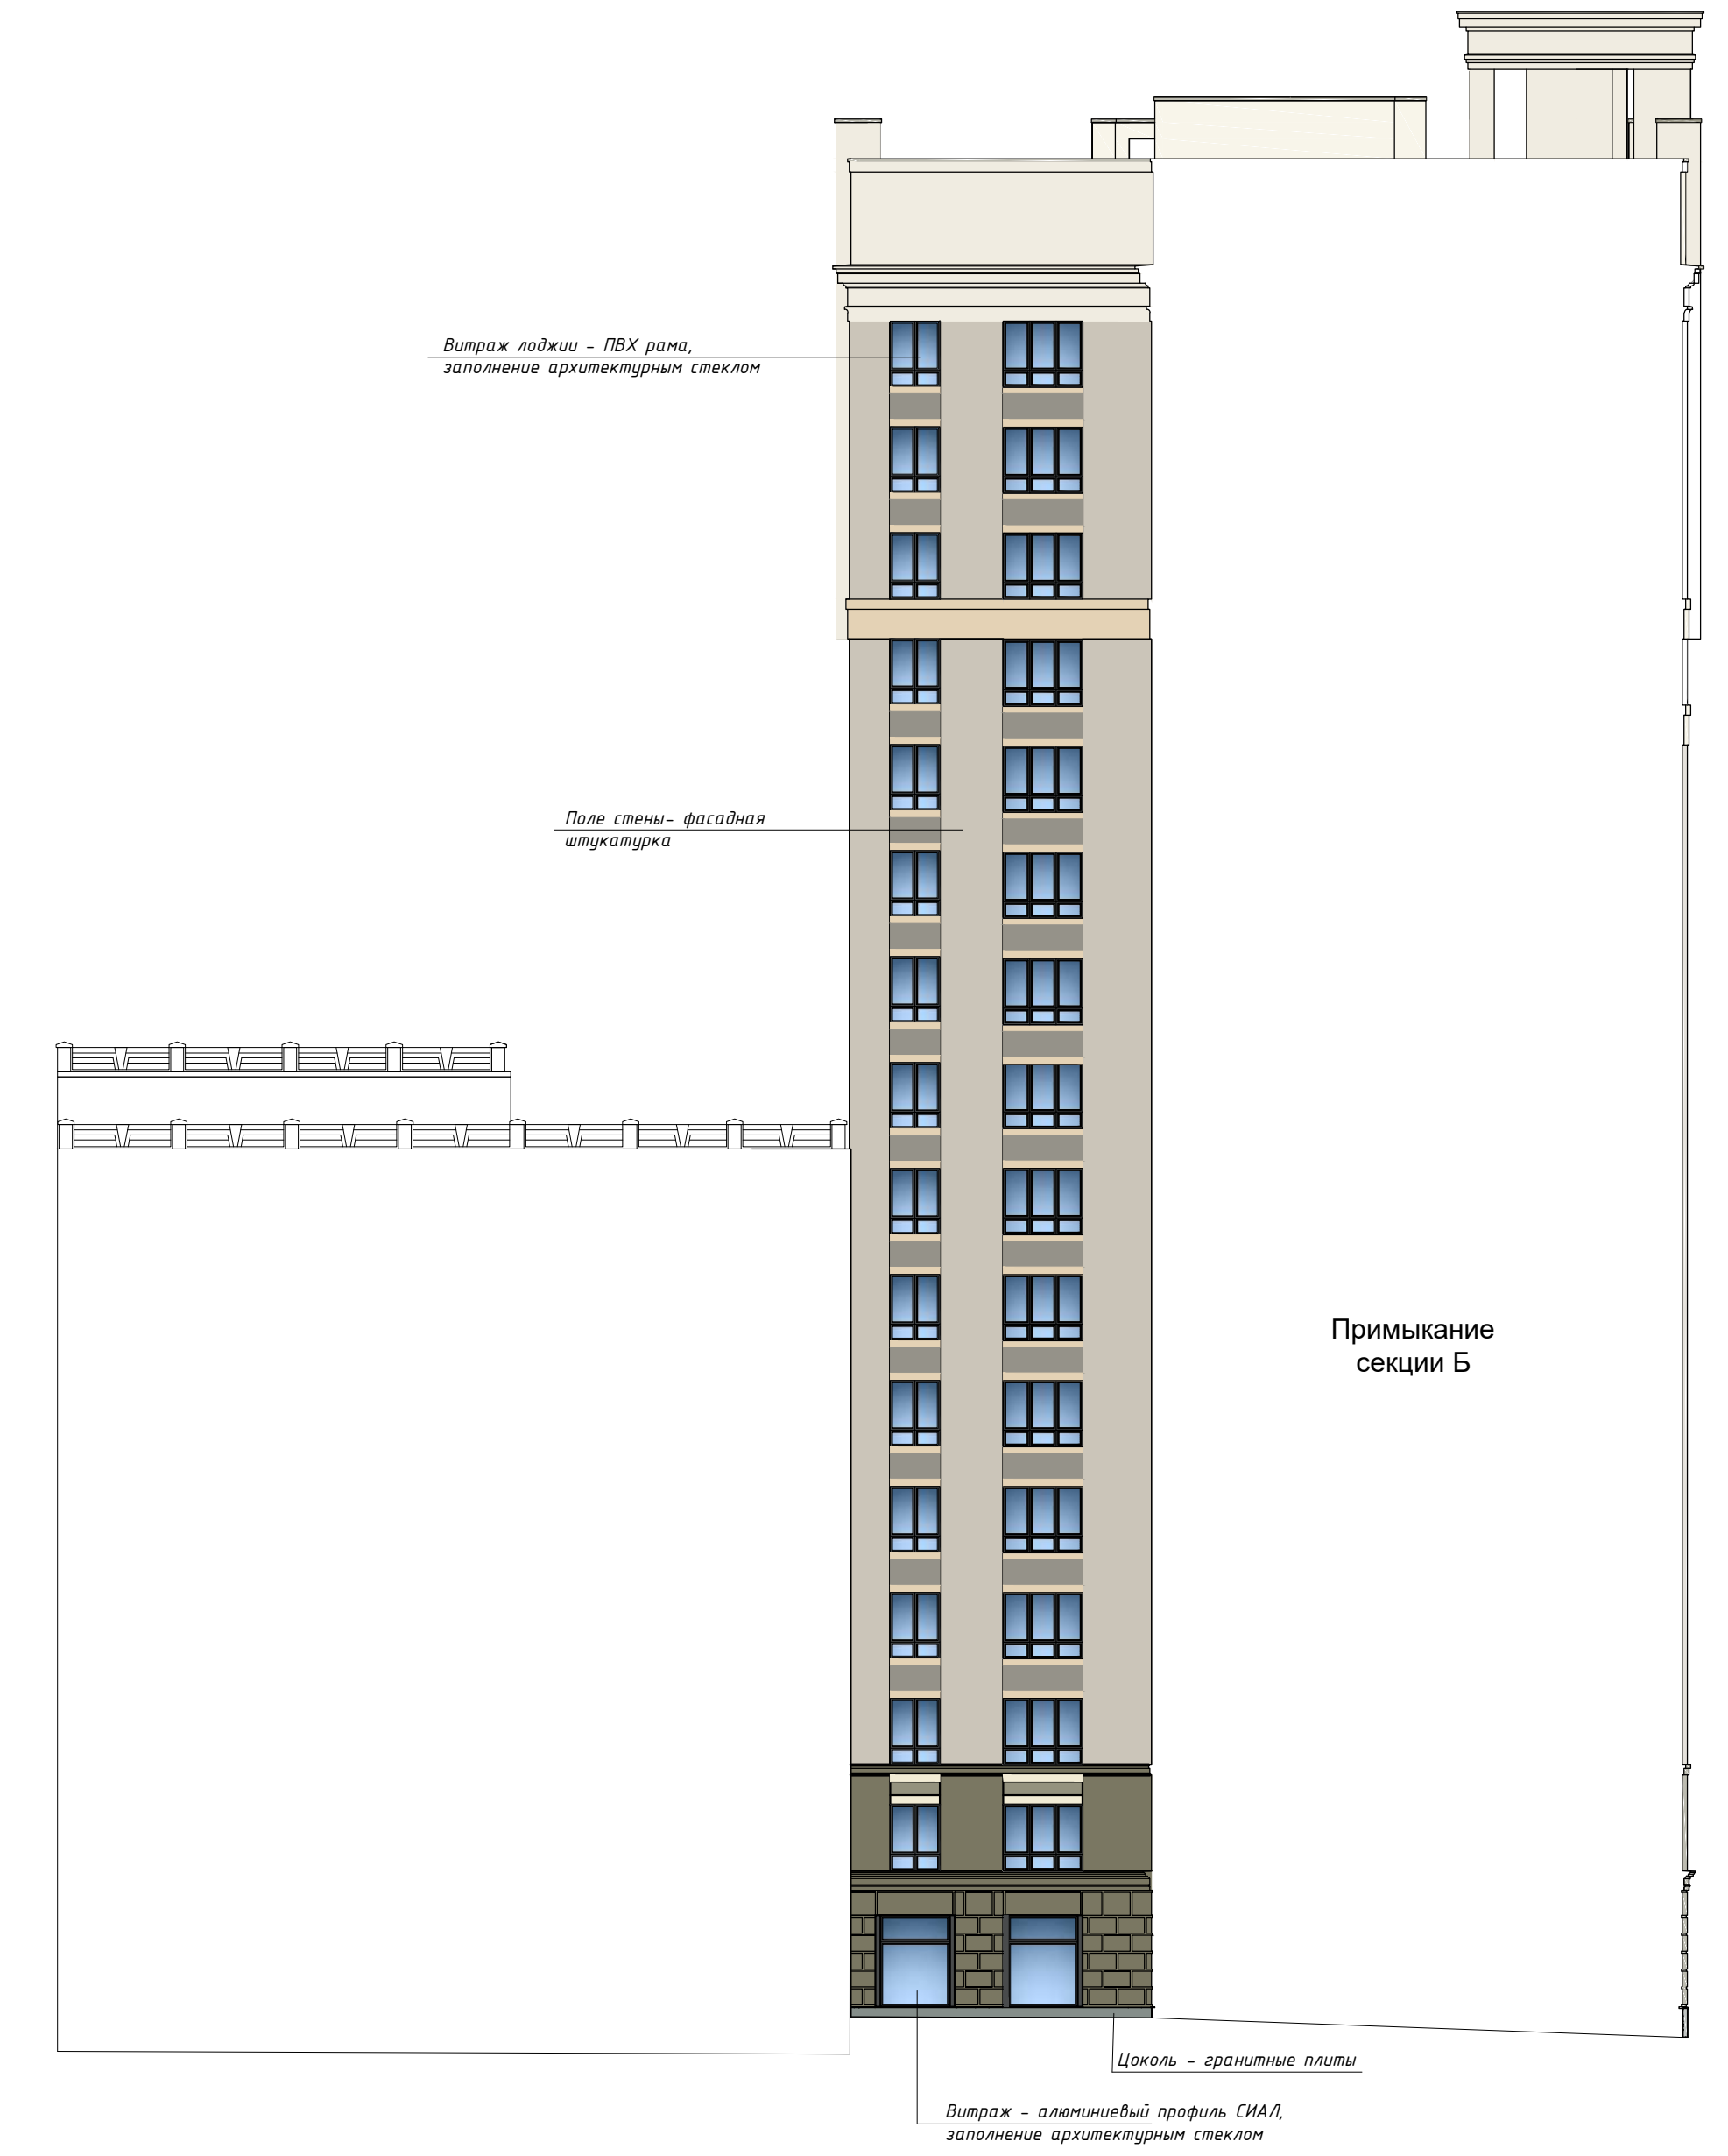 Витраж лоджии - ПВХ рама,
заполнение архитектурным стеклом
Поле стены- фасадная
штукатурка
Примыкание
секции Б
Цоколь - гранитные плиты
Витраж - алюминиевый профиль СИАЛ,
заполнение архитектурным стеклом